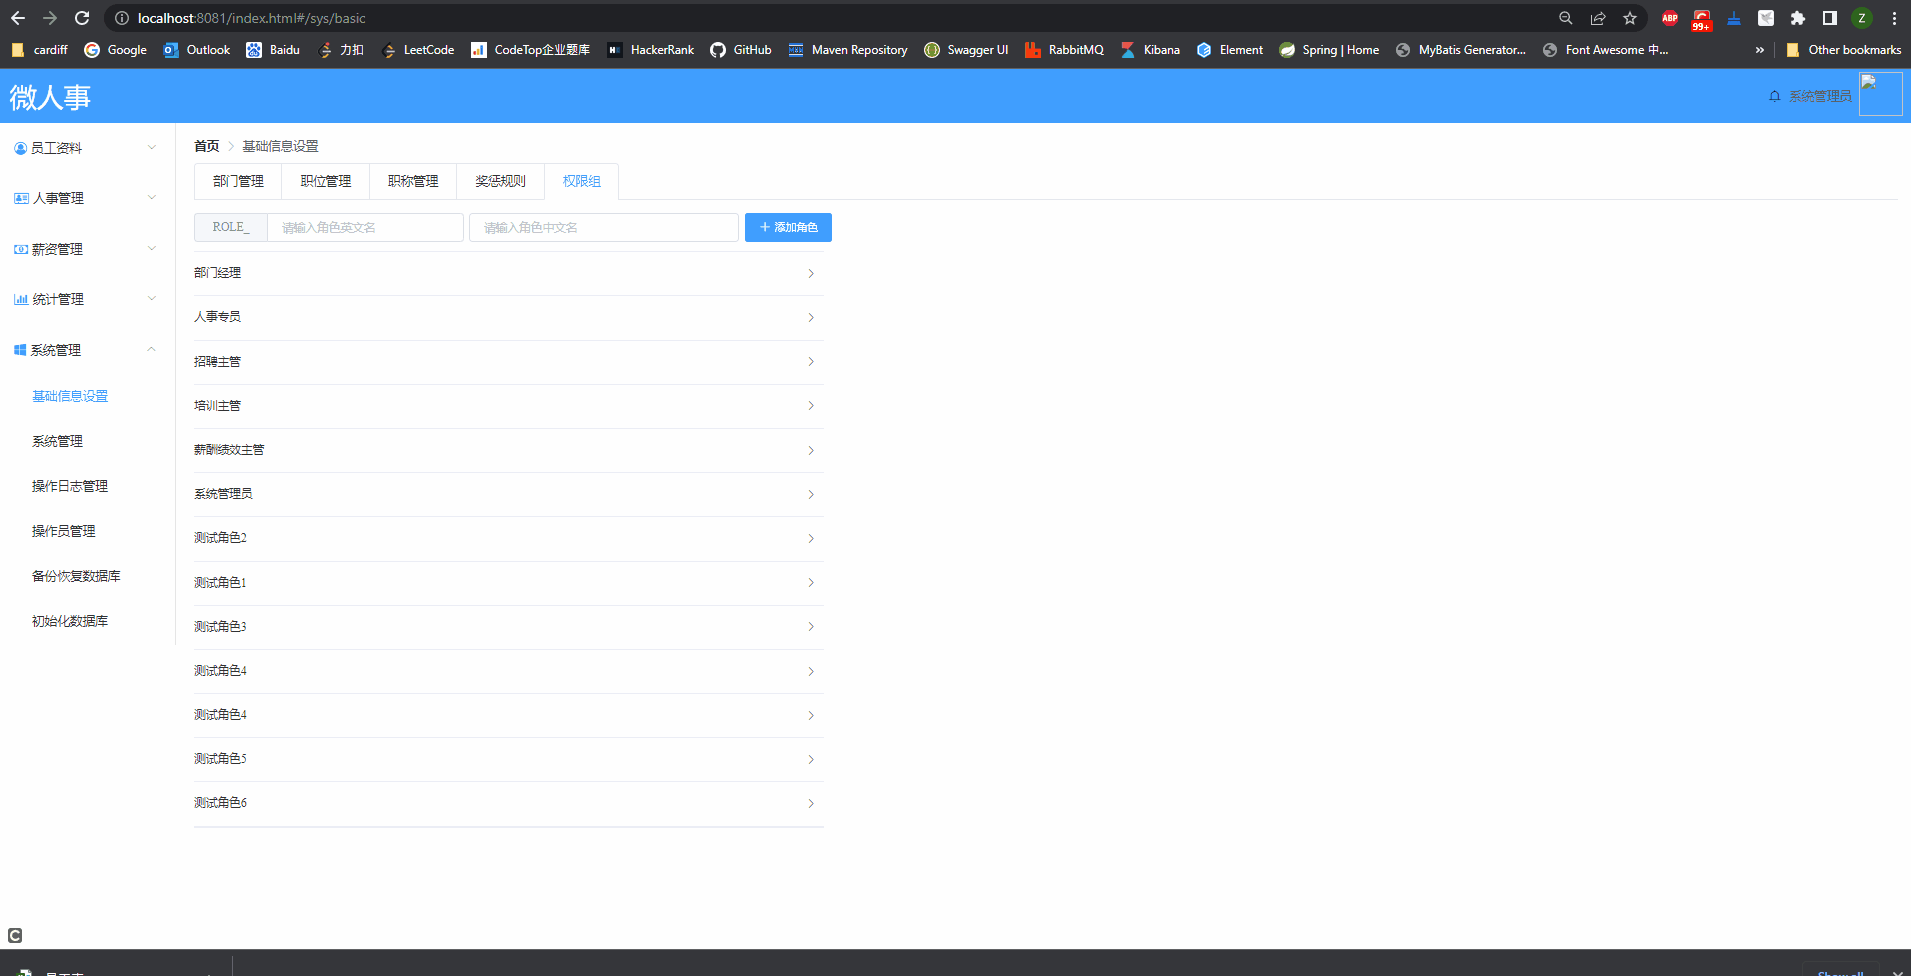 localhost:8081/index.html#/sys/basic
ABP
99+
Z
cardiff Google Outlook Baidu 力扣 LeetCode CodeTop企业题库 HackerRank GitHub Maven Repository Swagger UI RabbitMQ Kibana Element Spring | Home MyBatis Generator... Font Awesome 中... » Other bookmarks
微人事
系统管理员
员工资料
人事管理
薪资管理
统计管理
系统管理
基础信息设置
系统管理
操作日志管理
操作员管理
备份恢复数据库
初始化数据库
首页 > 基础信息设置
部门管理 职位管理 职称管理 奖惩规则 权限组
ROLE_ 请输入角色英文名 请输入角色中文名 + 添加角色
部门经理
人事专员
招聘主管
培训主管
薪酬绩效主管
系统管理员
测试角色2
测试角色1
测试角色3
测试角色4
测试角色4
测试角色5
测试角色6
Show all